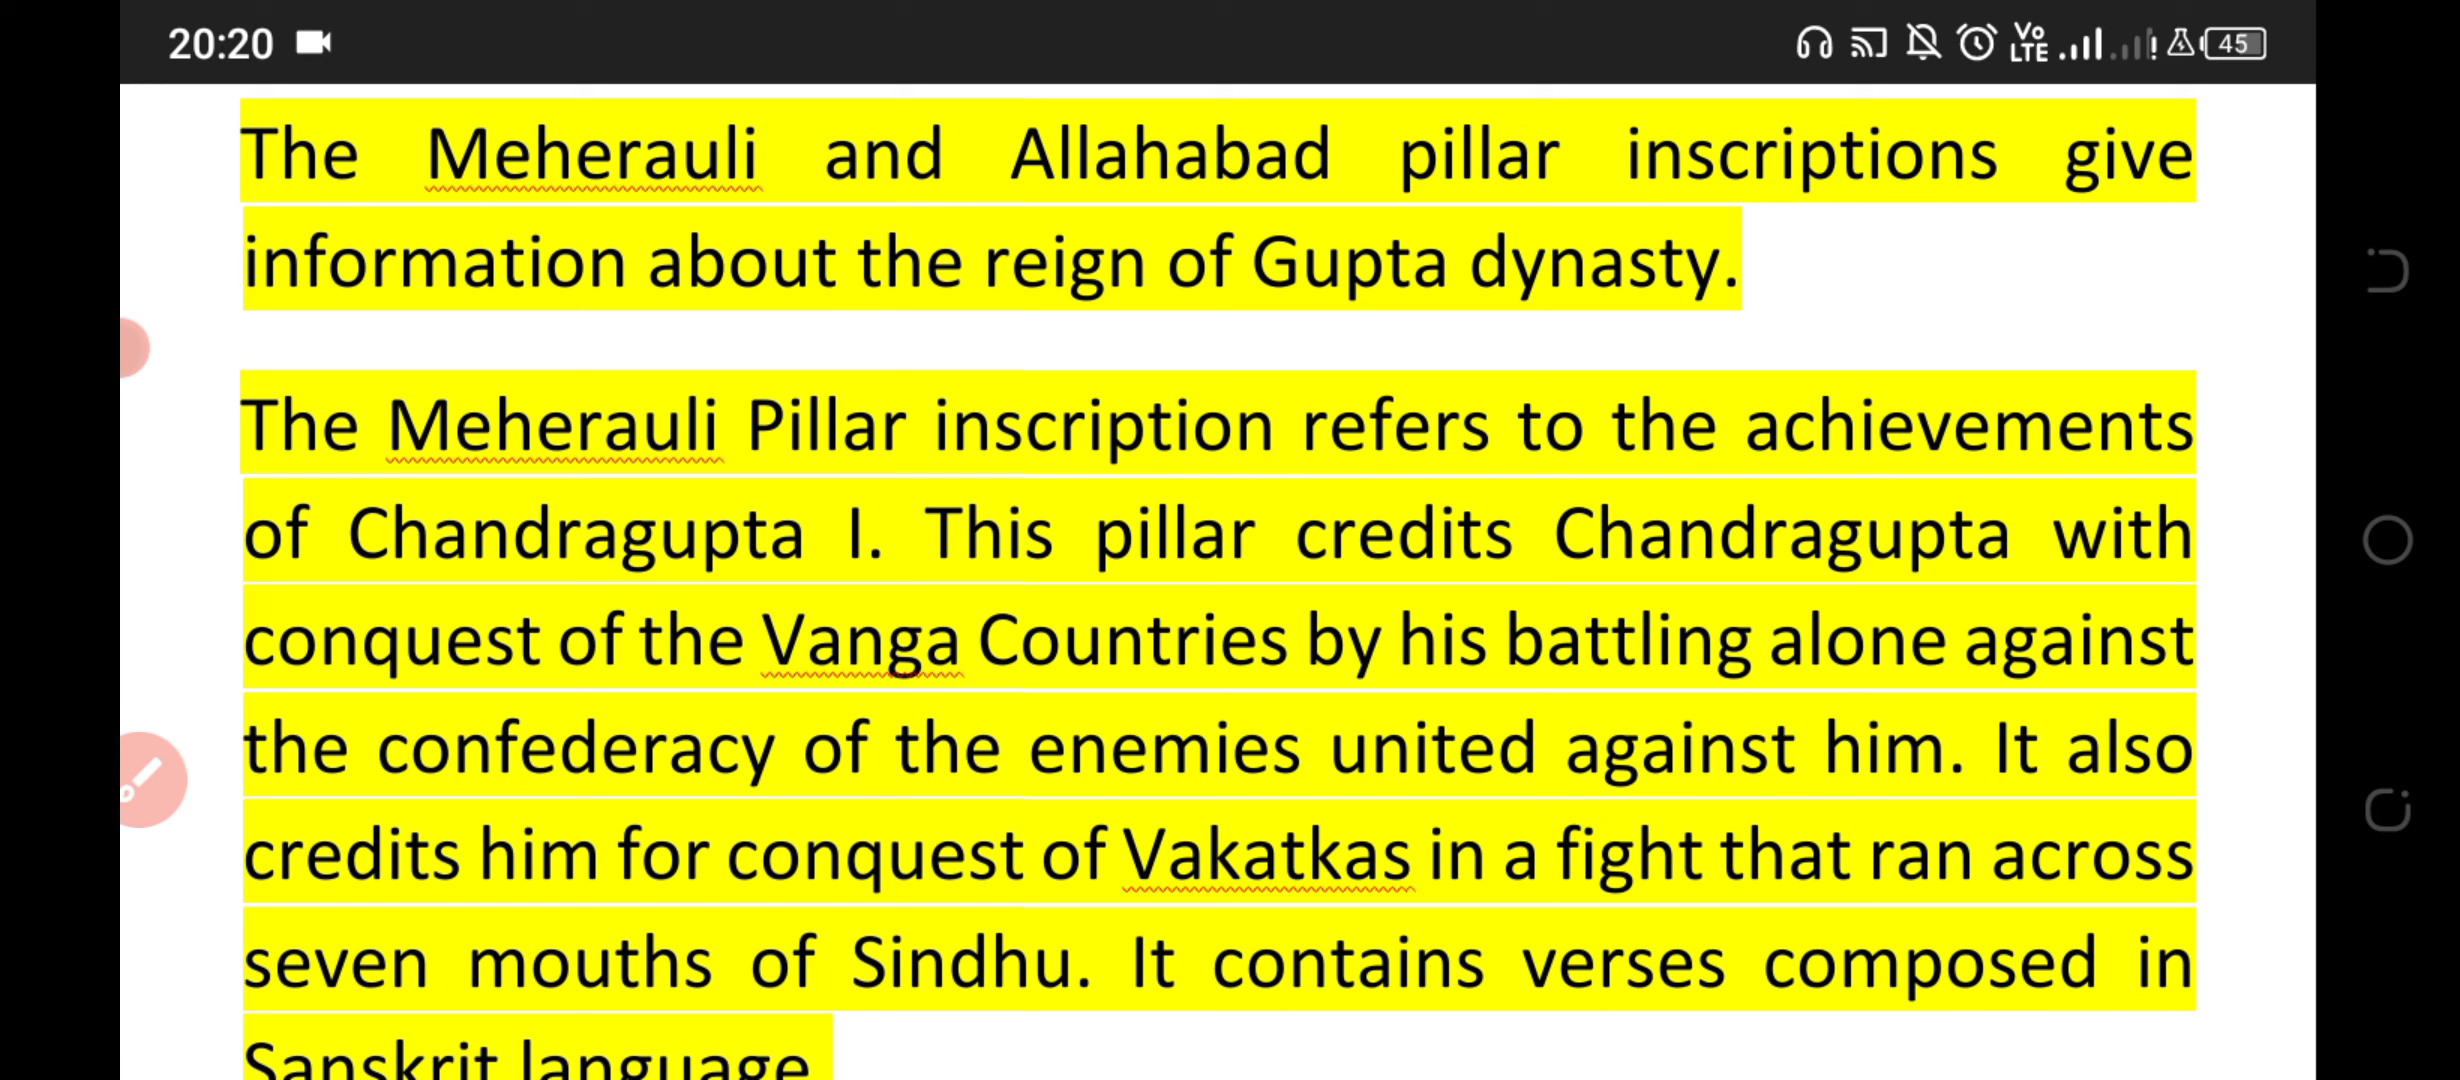 20:20
Vo LTE
45
The Meherauli and Allahabad pillar inscriptions give
information about the reign of Gupta dynasty.
The Meherauli Pillar inscription refers to the achievements
of Chandragupta I. This pillar credits Chandragupta with
conquest of the Vanga Countries by his battling alone against
the confederacy of the enemies united against him. It also
credits him for conquest of Vakatkas in a fight that ran across
seven mouths of Sindhu. It contains verses composed in
Sanskrit language.